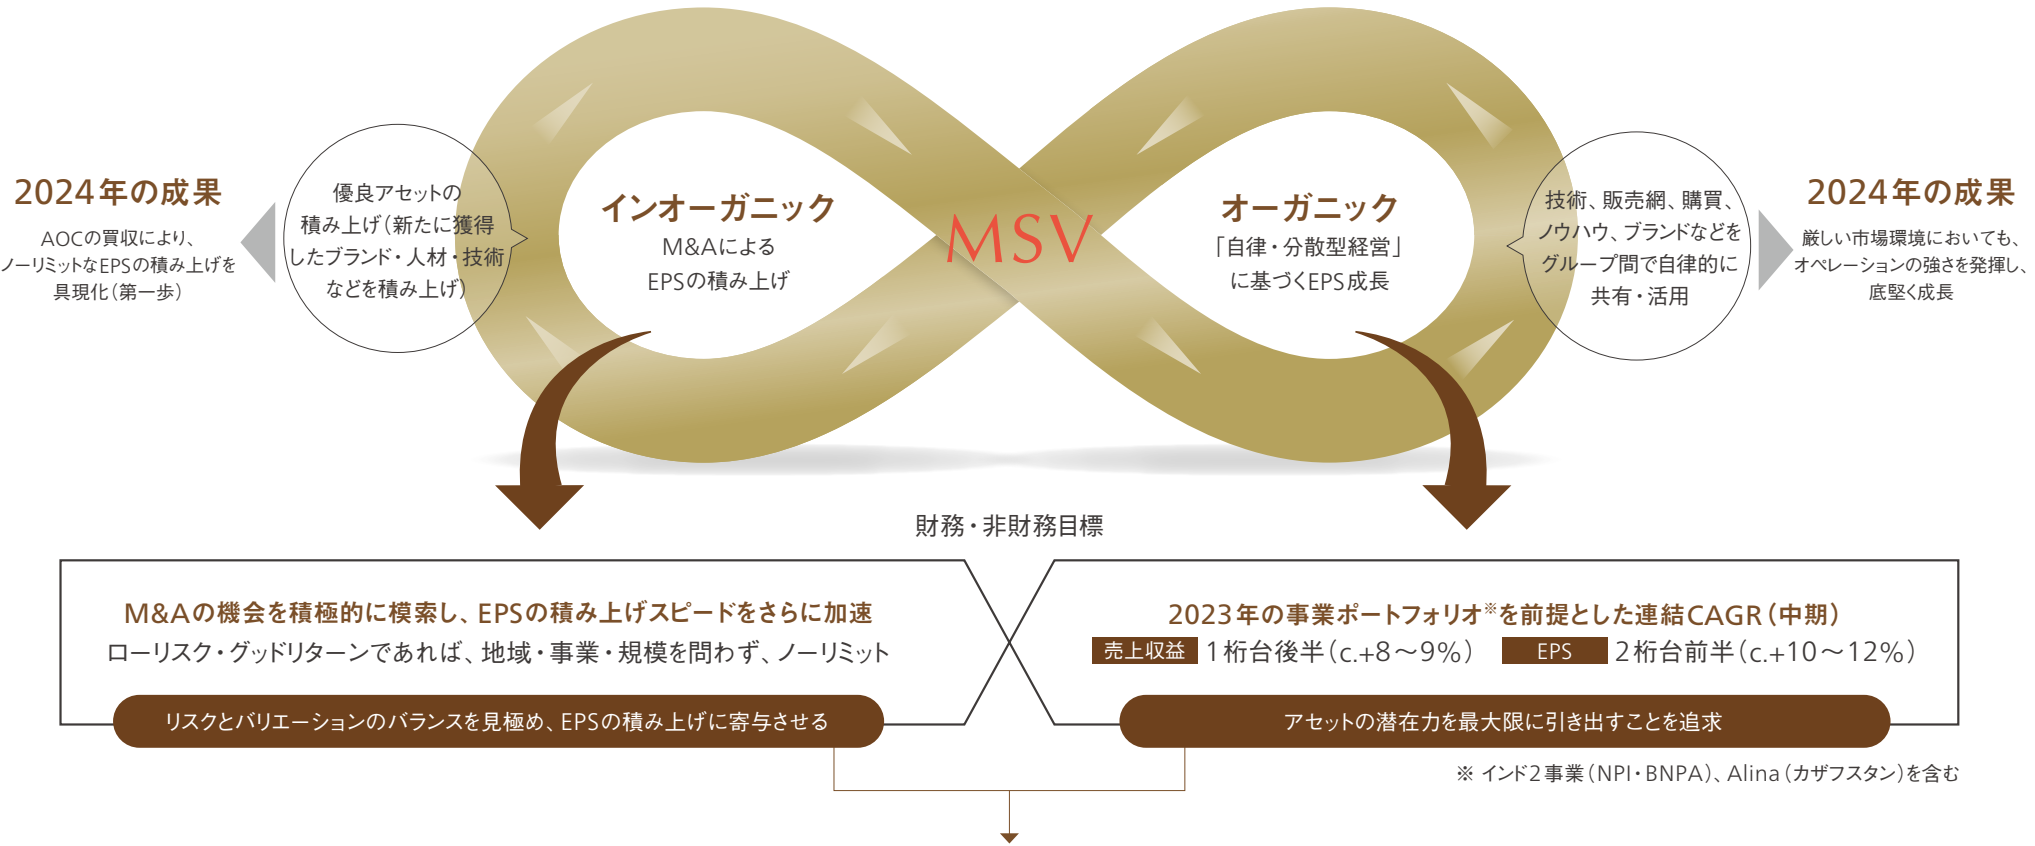 2024年の成果
AOCの買収により、
ノーリミットなEPSの積み上げを
具現化(第一歩)
優良アセットの
積み上げ(新たに獲得
したブランド・人材・技術
などを積み上げ)
インオーガニック
M&Aによる
EPSの積み上げ
MSV
オーガニック
「自律・分散型経営」
に基づくEPS成長
技術、販売網、購買、
ノウハウ、ブランドなどを
グループ間で自律的に
共有・活用
2024年の成果
厳しい市場環境においても、
オペレーションの強さを発揮し、
底堅く成長
財務・非財務目標
M&Aの機会を積極的に模索し、EPSの積み上げスピードをさらに加速
ローリスク・グッドリターンであれば、地域・事業・規模を問わず、ノーリミット
リスクとバリエーションのバランスを見極め、EPSの積み上げに寄与させる
2023年の事業ポートフォリオ※を前提とした連結CAGR(中期)
売上収益 1桁台後半(c.+8〜9%) EPS 2桁台前半(c.+10〜12%)
アセットの潜在力を最大限に引き出すことを追求
※ インド2事業(NPI・BNPA)、Alina(カザフスタン)を含む